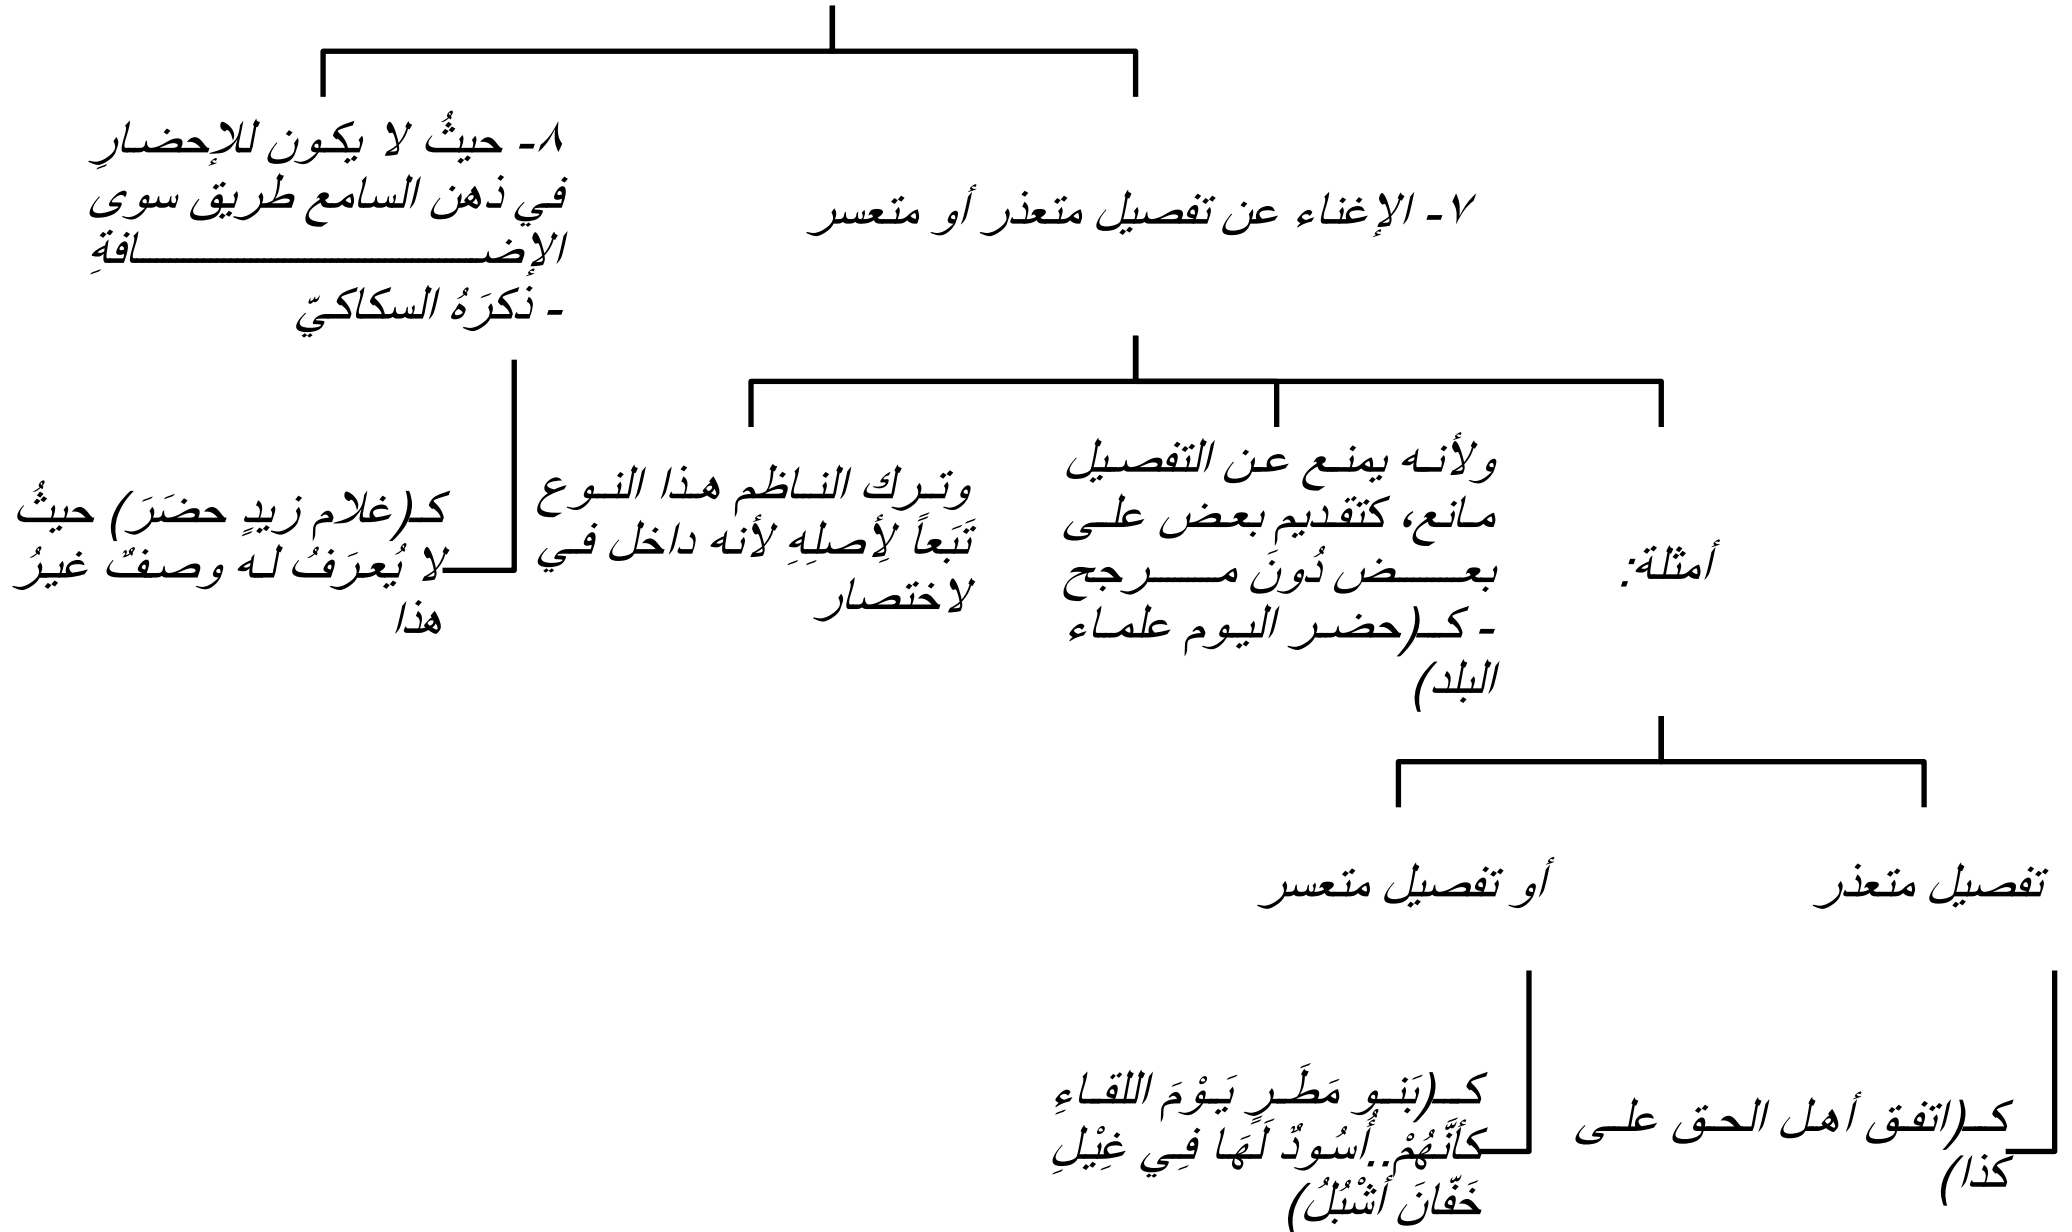 ٧- الإغناء عن تفصيل متعذر أو متعسر
٨- حيثُ لا يكون للإحضارِ
في ذهن السامع طريق سوى
الإضافةِ
- ذكرَهُ السكاكيّ
أمثلة:
ولأنه يمنع عن التفصيل
مانع، كتقديم بعض على
بعض دُونَ مرجح
- كـ(حضر اليوم علماء
البلد)
وترك الناظم هذا النوع
تَبَعاً لِأصلِهِ لأنه داخل في
لاختصار
كـ(غلام زيدٍ حضَرَ) حيثُ
لا يُعرَفُ له وصفٌ غيرُ
هذا
تفصيل متعذر
أو تفصيل متعسر
كـ(اتفق أهل الحق على
كذا)
كـ(بَنو مَطَرٍ يَوْمَ اللقاءِ
كأنَّهُمْ..أُسُودٌ لَهَا فِي غِيْلِ
خَفّانَ أشْبُلُ)